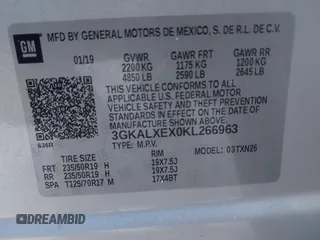 GM
MFD BY GENERAL MOTORS DE MEXICO, S. DE R.L. DE C.V.
01/19 GVWR GAWR FRT GAWR RR
2200 KG 1175 KG 1200 KG
4850 LB 2590 LB 2645 LB
THIS VEHICLE CONFORMS TO ALL APPLICABLE
U.S. FEDERAL MOTOR VEHICLE SAFETY, BUMPER, AND
THEFT PREVENTION STANDARDS IN EFFECT ON THE
DATE OF MANUFACTURE SHOWN ABOVE.
3GKALXEX0KL266963
TYPE: M.P.V.
636R
MODEL: 03TXN26
TIRE SIZE RIM
FRT 235/50R19 H 19X7.5J
RR 235/50R19 H 19X7.5J
SPA T125/70R17 M 17X4BT
STATBID